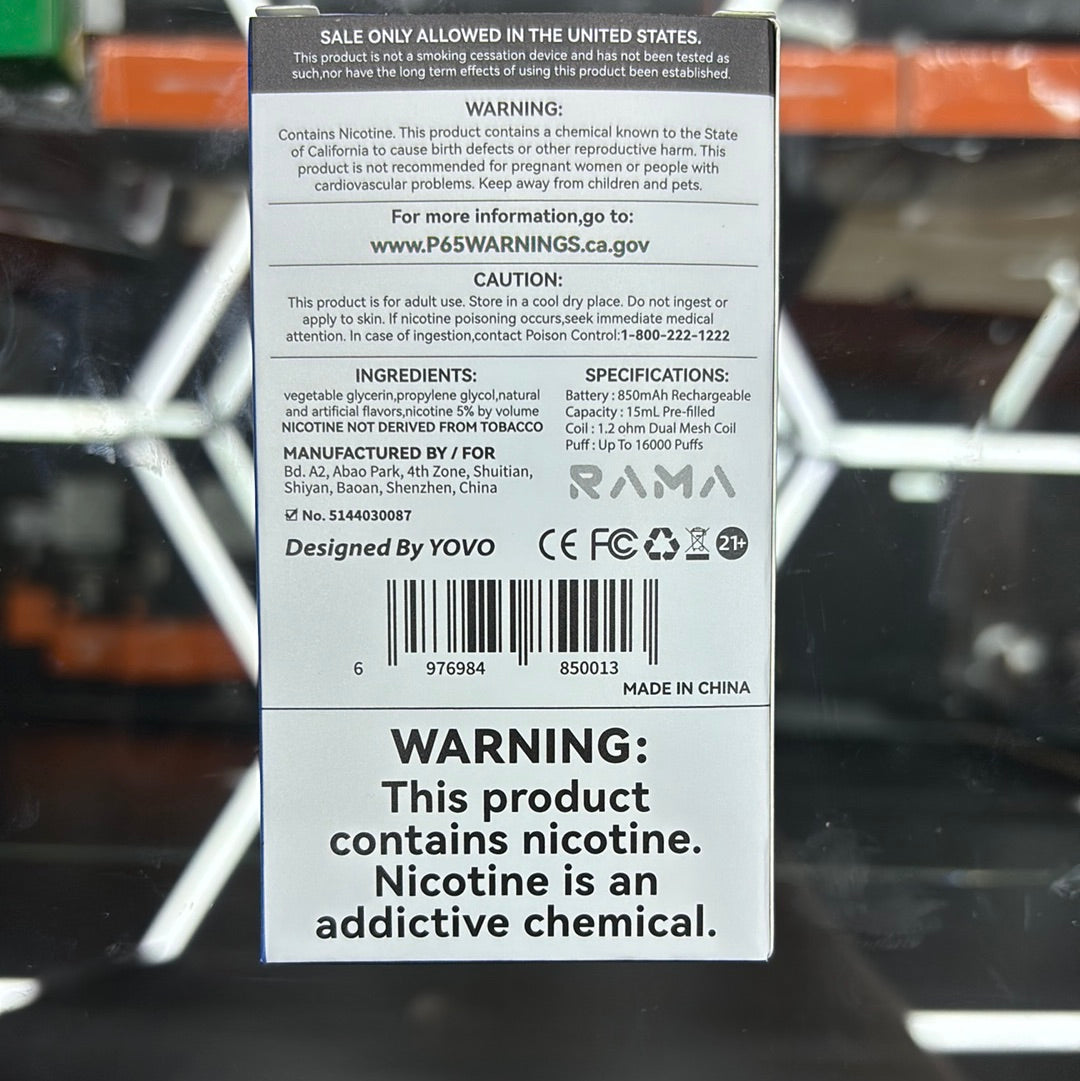 SALE ONLY ALLOWED IN THE UNITED STATES.
This product is not a smoking cessation device and has not been tested as
such,nor have the long term effects of using this product been established.
WARNING:
Contains Nicotine. This product contains a chemical known to the State
of California to cause birth defects or other reproductive harm. This
product is not recommended for pregnant women or people with
cardiovascular problems. Keep away from children and pets.
For more information,go to:
www.P65WARNINGS.ca.gov
CAUTION:
This product is for adult use. Store in a cool dry place. Do not ingest or
apply to skin. If nicotine poisoning occurs,seek immediate medical
attention. In case of ingestion,contact Poison Control:1-800-222-1222
INGREDIENTS:
vegetable glycerin,propylene glycol,natural
and artificial flavors,nicotine 5% by volume
NICOTINE NOT DERIVED FROM TOBACCO
MANUFACTURED BY / FOR
Bd. A2, Abao Park, 4th Zone, Shuitian,
Shiyan, Baoan, Shenzhen, China
No. 5144030087
Designed By YOVO
SPECIFICATIONS:
Battery : 850mAh Rechargeable
Capacity : 15mL Pre-filled
Coil : 1.2 ohm Dual Mesh Coil
Puff : Up To 16000 Puffs
RAMA
CE FC 21+
6 976984 850013
MADE IN CHINA
WARNING:
This product
contains nicotine.
Nicotine is an
addictive chemical.